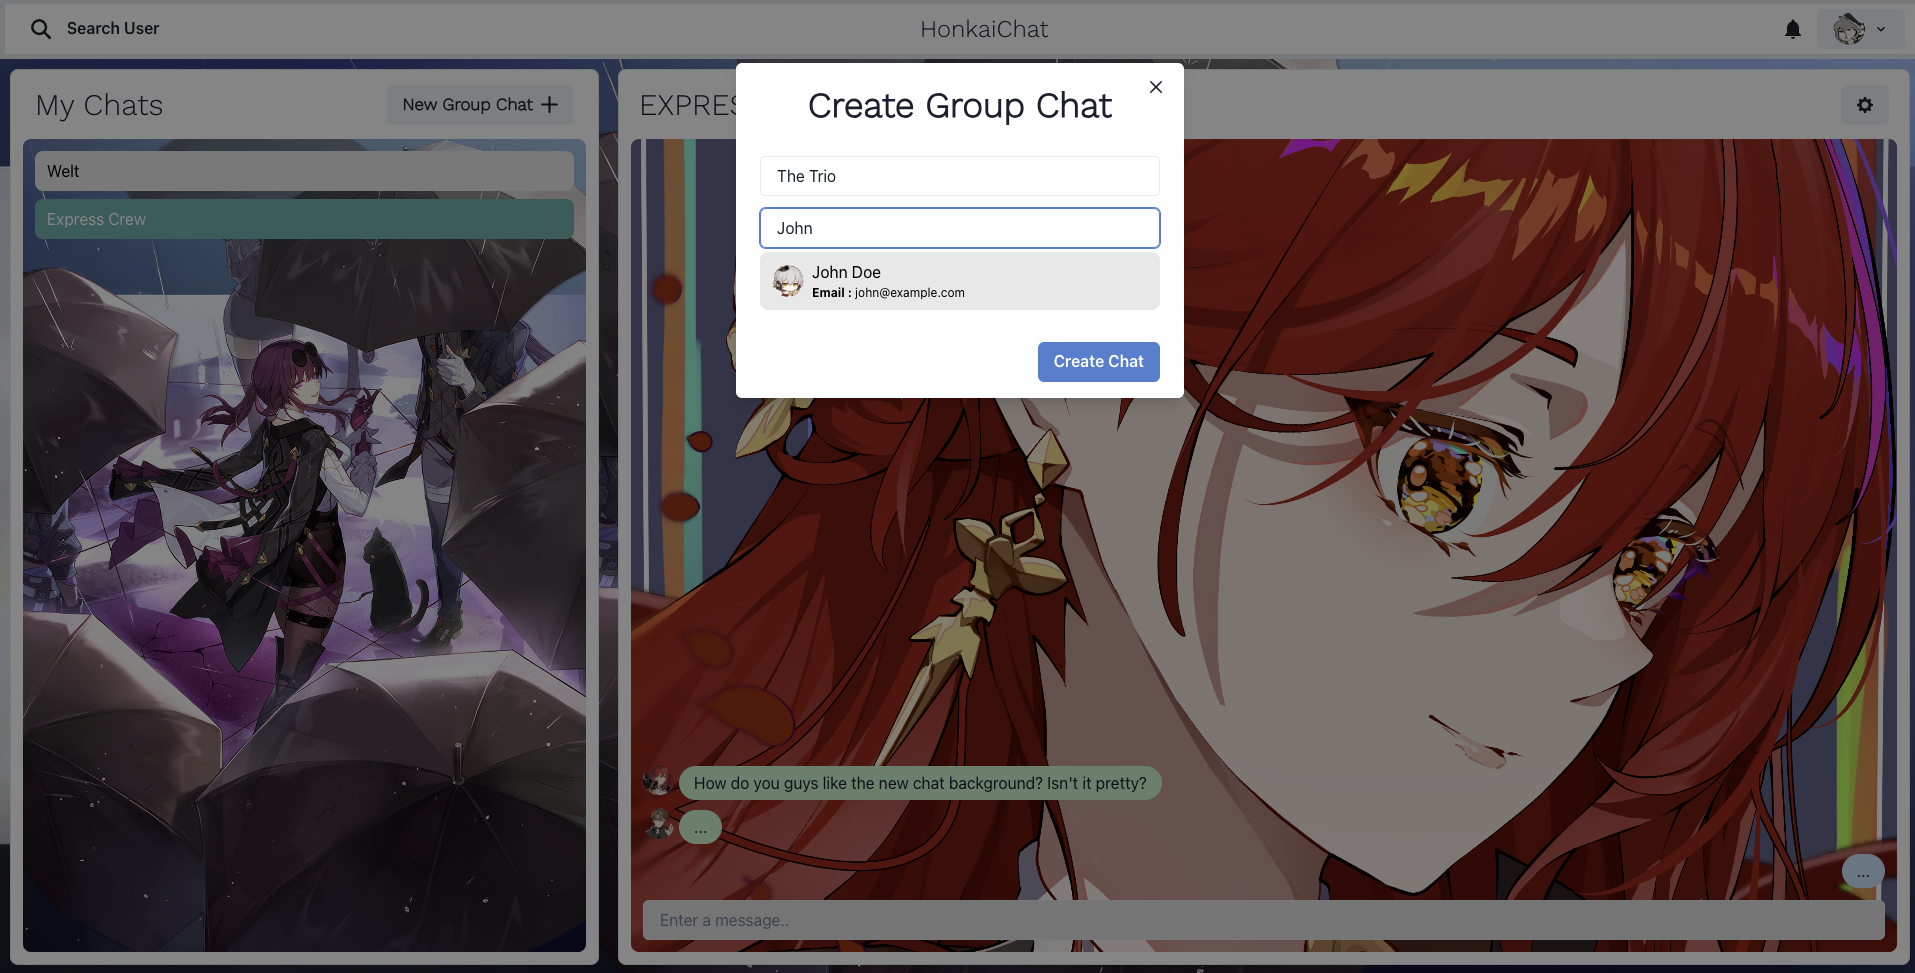 Search User
HonkaiChat
My Chats
New Group Chat
Welt
Express Crew
EXPRES
Create Group Chat
The Trio
John
John Doe
Email : john@example.com
Create Chat
How do you guys like the new chat background? Isn't it pretty?
...
...
Enter a message..